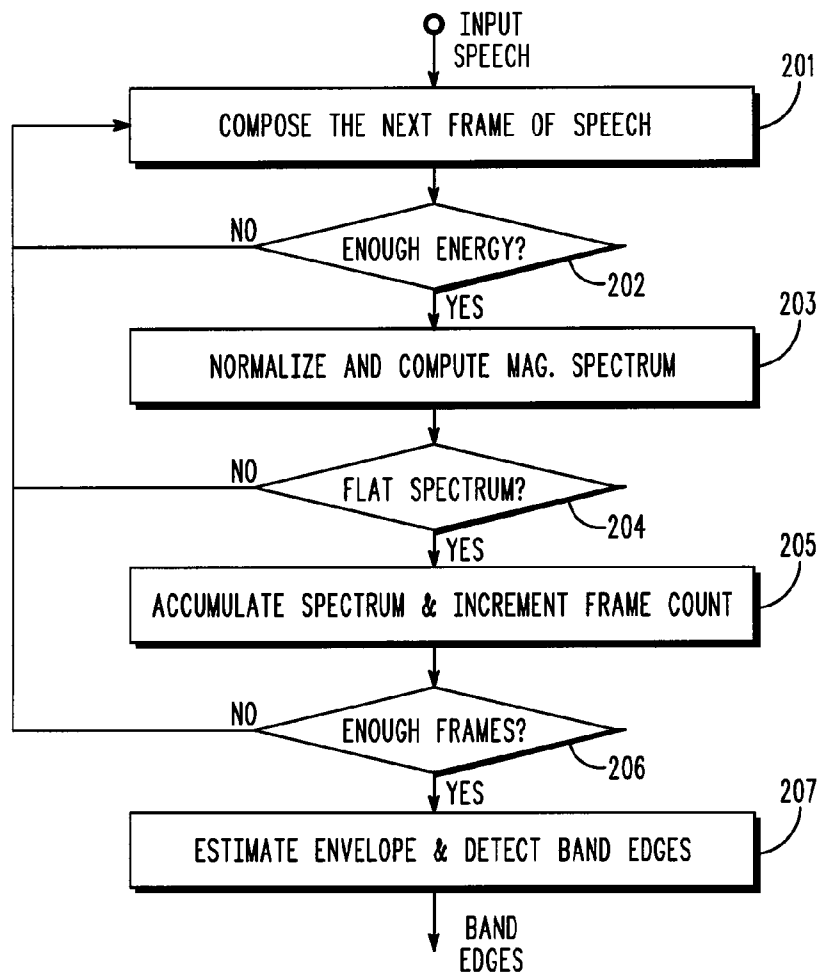 INPUT
SPEECH
201
COMPOSE THE NEXT FRAME OF SPEECH
NO
ENOUGH ENERGY?
202
YES
203
NORMALIZE AND COMPUTE MAG. SPECTRUM
NO
FLAT SPECTRUM?
204
YES
205
ACCUMULATE SPECTRUM & INCREMENT FRAME COUNT
NO
ENOUGH FRAMES?
206
YES
207
ESTIMATE ENVELOPE & DETECT BAND EDGES
BAND
EDGES